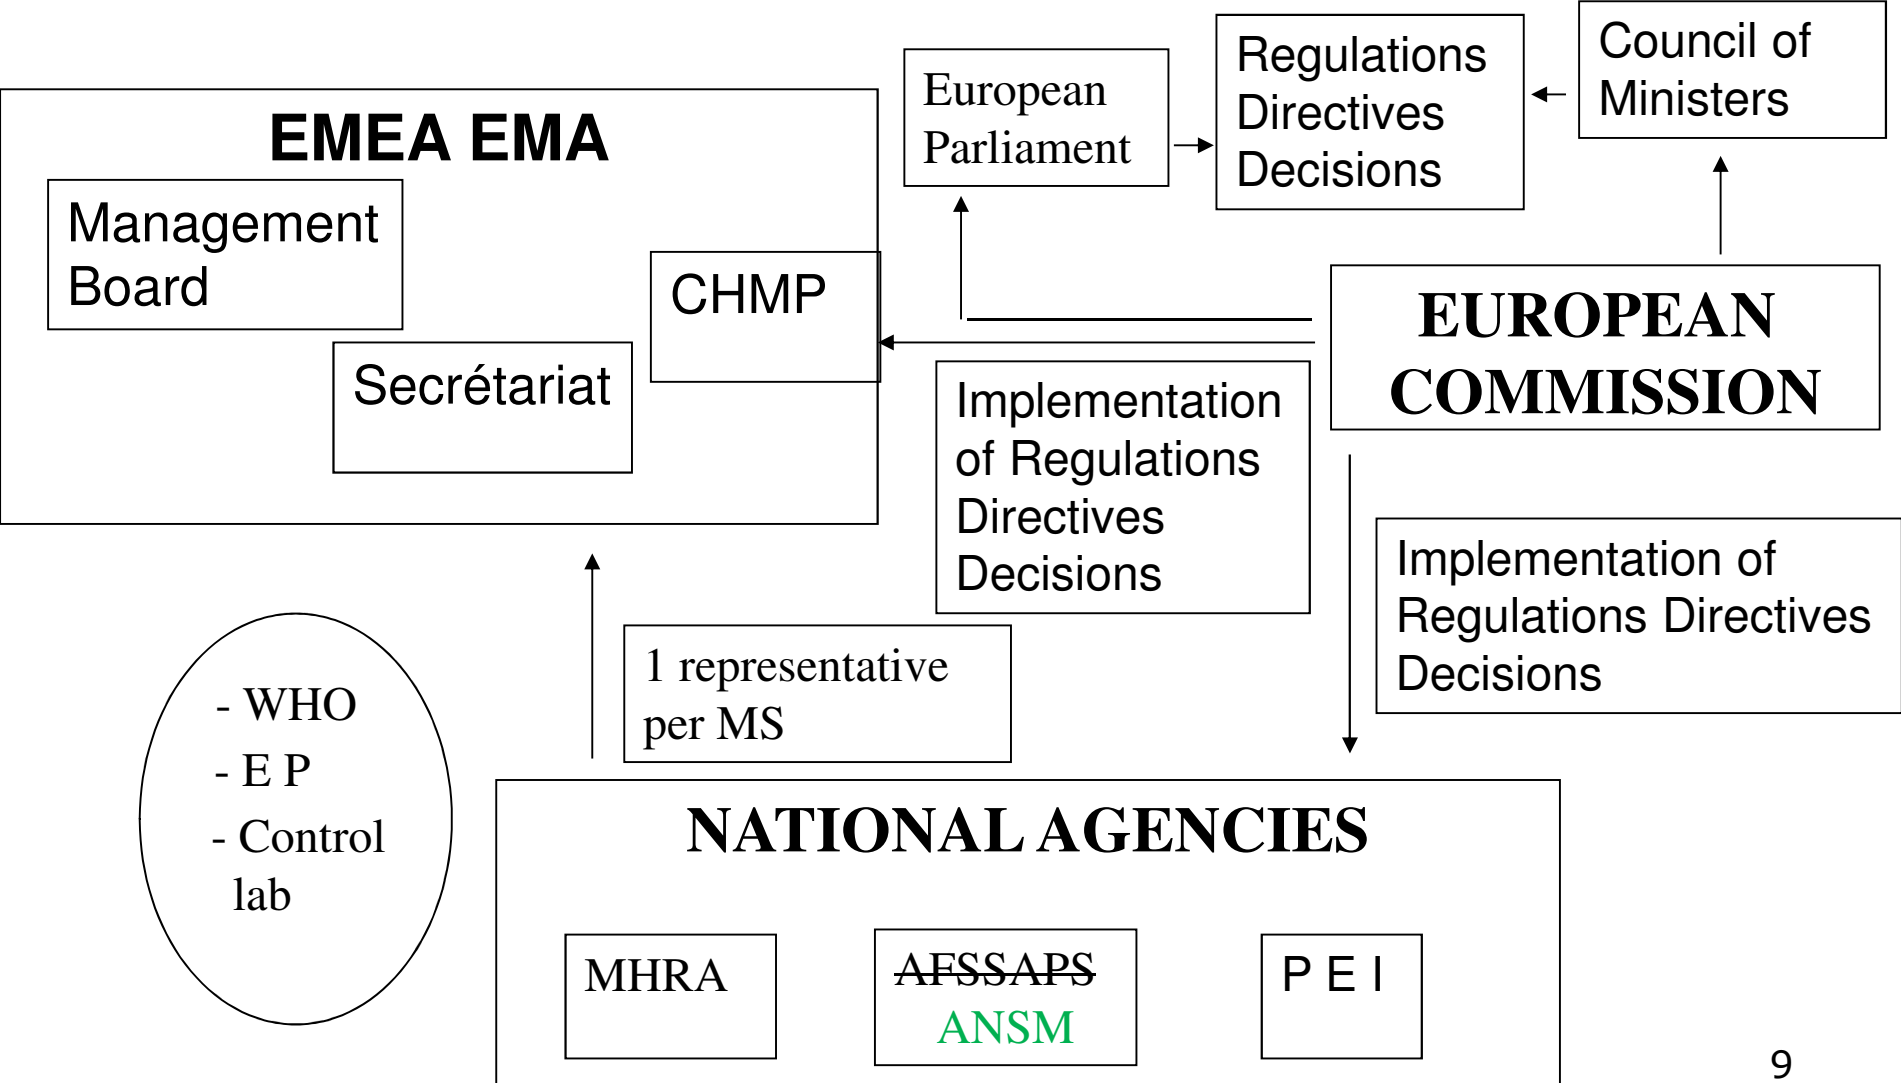 EMEA EMA
Management
Board
CHMP
Secrétariat
European
Parliament
Regulations
Directives
Decisions
Council of
Ministers
EUROPEAN
COMMISSION
Implementation
of Regulations
Directives
Decisions
Implementation of
Regulations Directives
Decisions
1 representative
per MS
- WHO
- E P
- Control
lab
NATIONAL AGENCIES
MHRA
AFSSAPS
ANSM
P E I
9